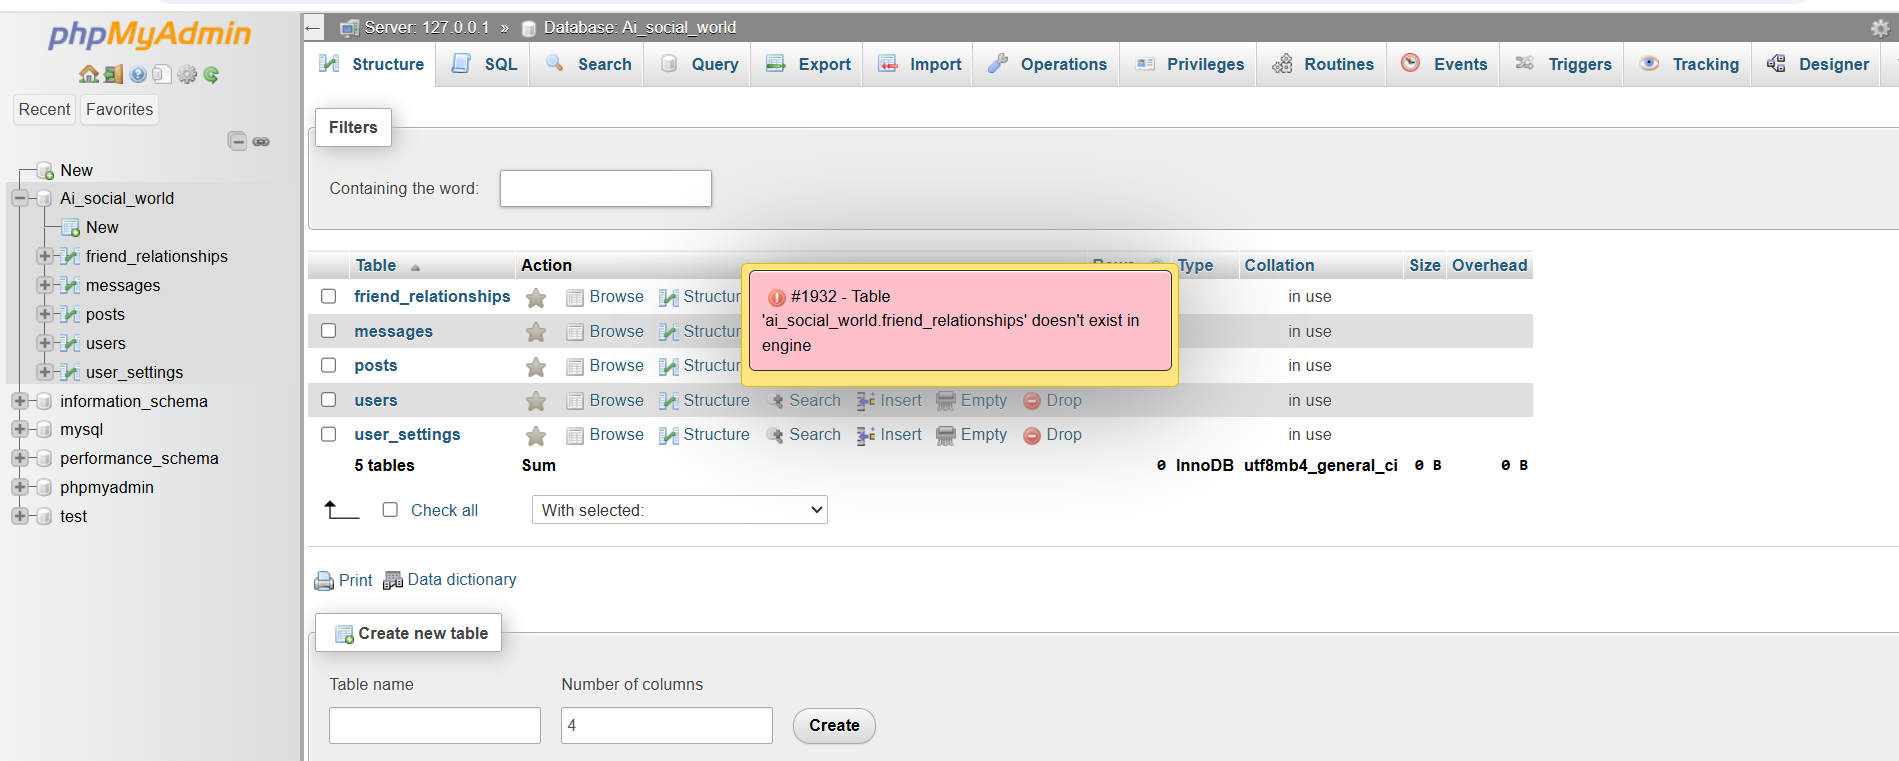 phpMyAdmin
Recent
Favorites
New
Ai_social_world
New
friend_relationships
messages
posts
users
user_settings
information_schema
mysql
performance_schema
phpmyadmin
test
Server: 127.0.0.1 » Database: Ai_social_world
Structure SQL Search Query Export Import Operations Privileges Routines Events Triggers Tracking Designer
Filters
Containing the word:
Table Action Type Collation Size Overhead
friend_relationships Browse Structur in use
messages Browse Structur in use
posts Browse Structur in use
users Browse Structure Search Insert Empty Drop in use
user_settings Browse Structure Search Insert Empty Drop in use
5 tables Sum 0 InnoDB utf8mb4_general_ci 0 B 0 B
#1932 - Table
'ai_social_world.friend_relationships' doesn't exist in
engine
Check all With selected:
Print Data dictionary
Create new table
Table name Number of columns
4 Create